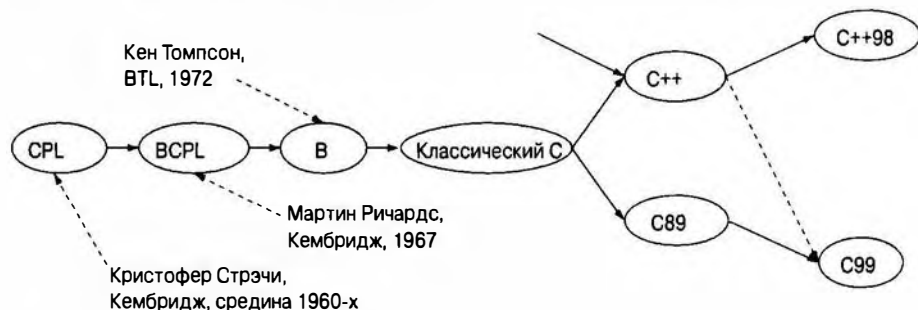 Кен Томпсон,
BTL, 1972
C++98
C++
CPL
BCPL
B
Классический C
Мартин Ричардс,
Кембридж, 1967
C89
C99
Кристофер Стрэчи,
Кембридж, средина 1960-х